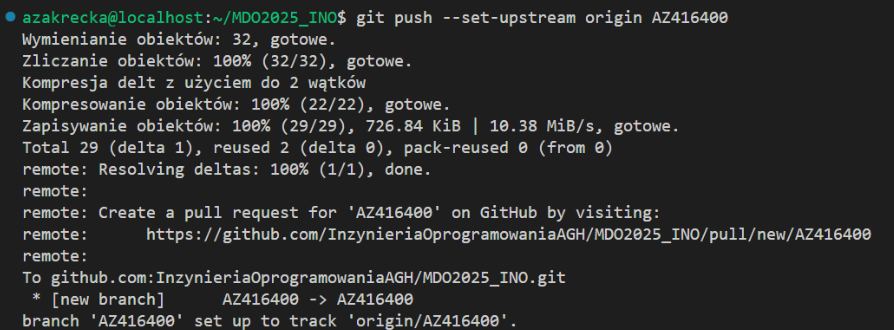 azakrecka@localhost:~/MDO2025_INO$ git push --set-upstream origin AZ416400
Wymienianie obiektów: 32, gotowe.
Zliczanie obiektów: 100% (32/32), gotowe.
Kompresja delt z użyciem do 2 wątków
Kompresowanie obiektów: 100% (22/22), gotowe.
Zapisywanie obiektów: 100% (29/29), 726.84 KiB | 10.38 MiB/s, gotowe.
Total 29 (delta 1), reused 2 (delta 0), pack-reused 0 (from 0)
remote: Resolving deltas: 100% (1/1), done.
remote:
remote: Create a pull request for 'AZ416400' on GitHub by visiting:
remote:      https://github.com/InzynieriaOprogramowaniaAGH/MDO2025_INO/pull/new/AZ416400
remote:
To github.com:InzynieriaOprogramowaniaAGH/MDO2025_INO.git
 * [new branch]      AZ416400 -> AZ416400
branch 'AZ416400' set up to track 'origin/AZ416400'.